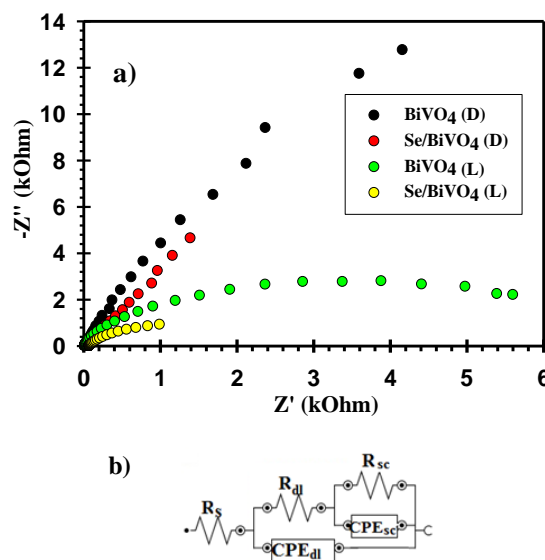 a)
14
12
10
8
6
4
2
0
-Z'' (kOhm)
BiVO4 (D)
Se/BiVO4 (D)
BiVO4 (L)
Se/BiVO4 (L)
0 1 2 3 4 5 6
Z' (kOhm)
b)
Rsc
Rdl
RS
CPEsc
CPEdl